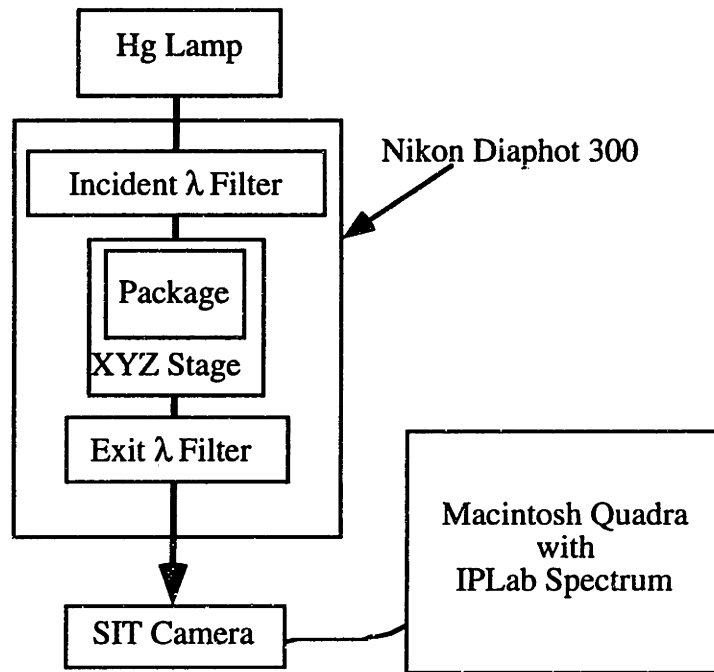 Hg Lamp
Nikon Diaphot 300
Incident λ Filter
Package
XYZ Stage
Exit λ Filter
Macintosh Quadra
with
IPLab Spectrum
SIT Camera